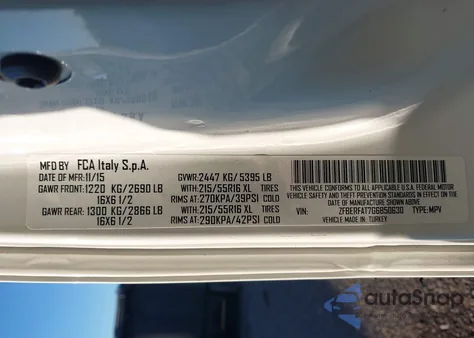 MFD BY FCA Italy S.p.A.
DATE OF MFR: 11/15 GVWR: 2447 KG/ 5395 LB
GAWR FRONT: 1220 KG/ 2690 LB WITH: 215/55R16 XL TIRES
16X6 1/2 RIMS AT: 270KPA/39PSI COLD
GAWR REAR: 1300 KG/ 2866 LB WITH: 215/55R16 XL TIRES
16X6 1/2 RIMS AT: 290KPA/42PSI COLD
THIS VEHICLE CONFORMS TO ALL
APPLICABLE U.S.A. FEDERAL MOTOR
VEHICLE SAFETY, BUMPER, AND
THEFT PREVENTION STANDARDS IN EFFECT
ON THE DATE OF MANUFACTURE SHOWN ABOVE.
VIN: ZFBERFAT7G6B50630 TYPE: MPV
VEHICLE MADE IN: TURKEY
autoSnap